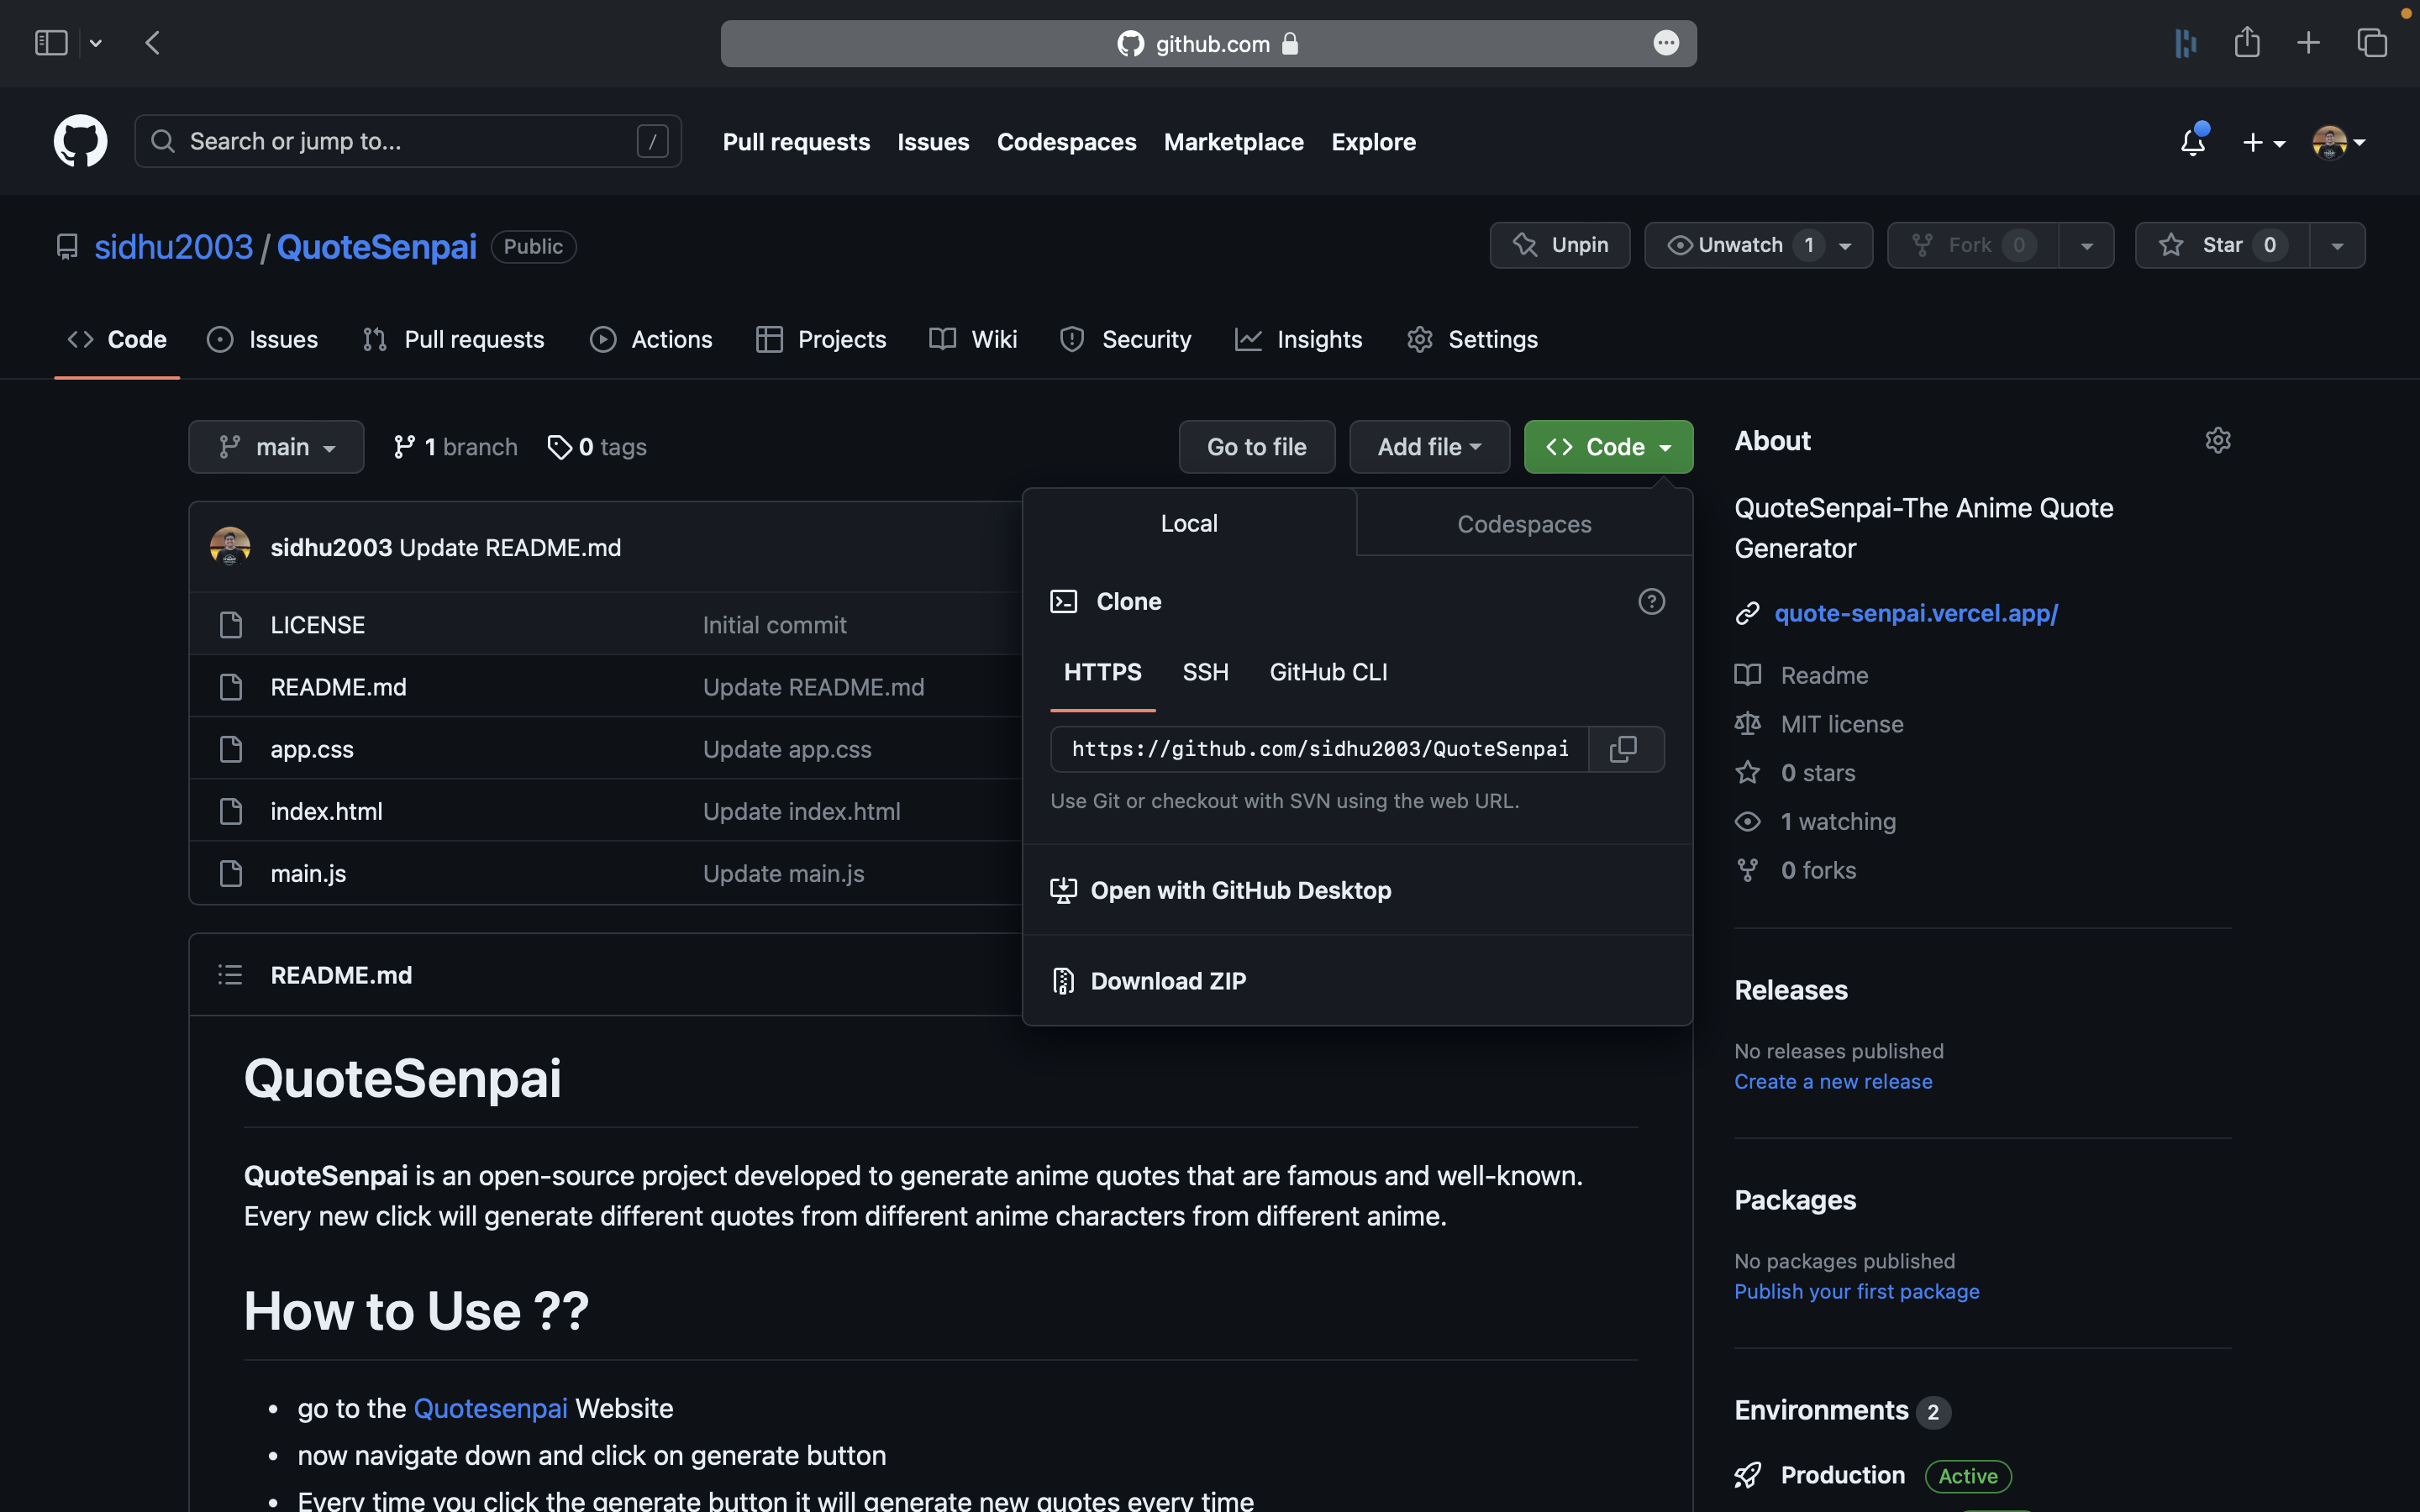 github.com
Search or jump to... /
Pull requests Issues Codespaces Marketplace Explore
sidhu2003 / QuoteSenpai Public
Unpin Unwatch 1 Fork 0 Star 0
Code Issues Pull requests Actions Projects Wiki Security Insights Settings
main 1 branch 0 tags
Go to file Add file Code
sidhu2003 Update README.md
LICENSE Initial commit
README.md Update README.md
app.css Update app.css
index.html Update index.html
main.js Update main.js
Local Codespaces
Clone
HTTPS SSH GitHub CLI
https://github.com/sidhu2003/QuoteSenpai
Use Git or checkout with SVN using the web URL.
Open with GitHub Desktop
Download ZIP
README.md
QuoteSenpai
QuoteSenpai is an open-source project developed to generate anime quotes that are famous and well-known.
Every new click will generate different quotes from different anime characters from different anime.
How to Use ??
• go to the Quotesenpai Website
• now navigate down and click on generate button
• Every time you click the generate button it will generate new quotes every time
About
QuoteSenpai-The Anime Quote
Generator
quote-senpai.vercel.app/
Readme
MIT license
0 stars
1 watching
0 forks
Releases
No releases published
Create a new release
Packages
No packages published
Publish your first package
Environments 2
Production Active